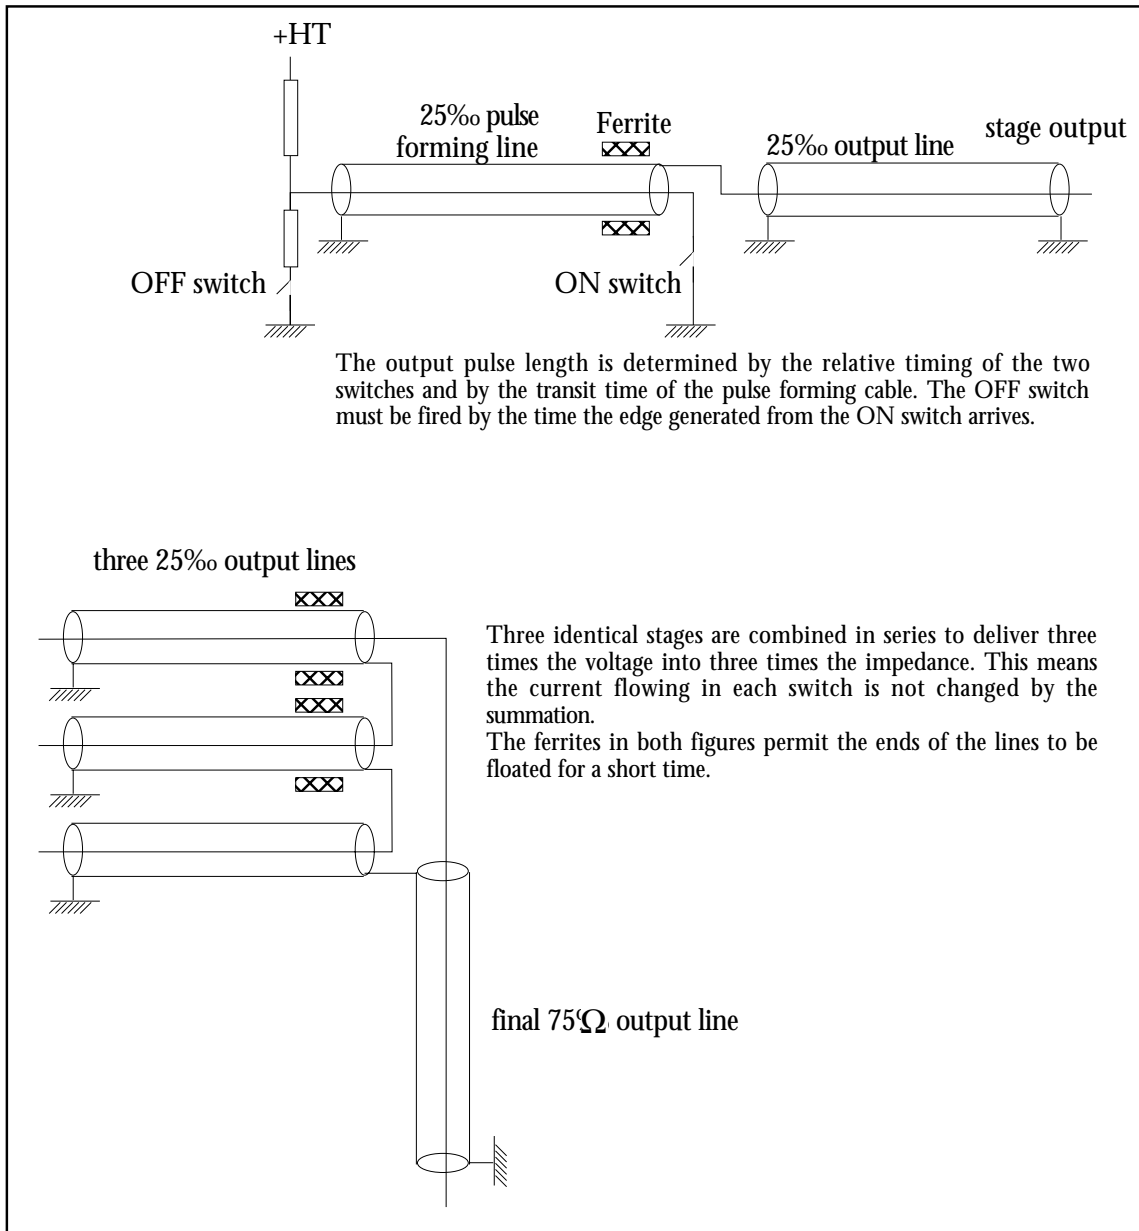 +HT
25‰ pulse
forming line
Ferrite
25‰ output line
stage output
OFF switch
ON switch
The output pulse length is determined by the relative timing of the two
switches and by the transit time of the pulse forming cable. The OFF switch
must be fired by the time the edge generated from the ON switch arrives.
three 25‰ output lines
Three identical stages are combined in series to deliver three
times the voltage into three times the impedance. This means
the current flowing in each switch is not changed by the
summation.
The ferrites in both figures permit the ends of the lines to be
floated for a short time.
final 75Ω output line